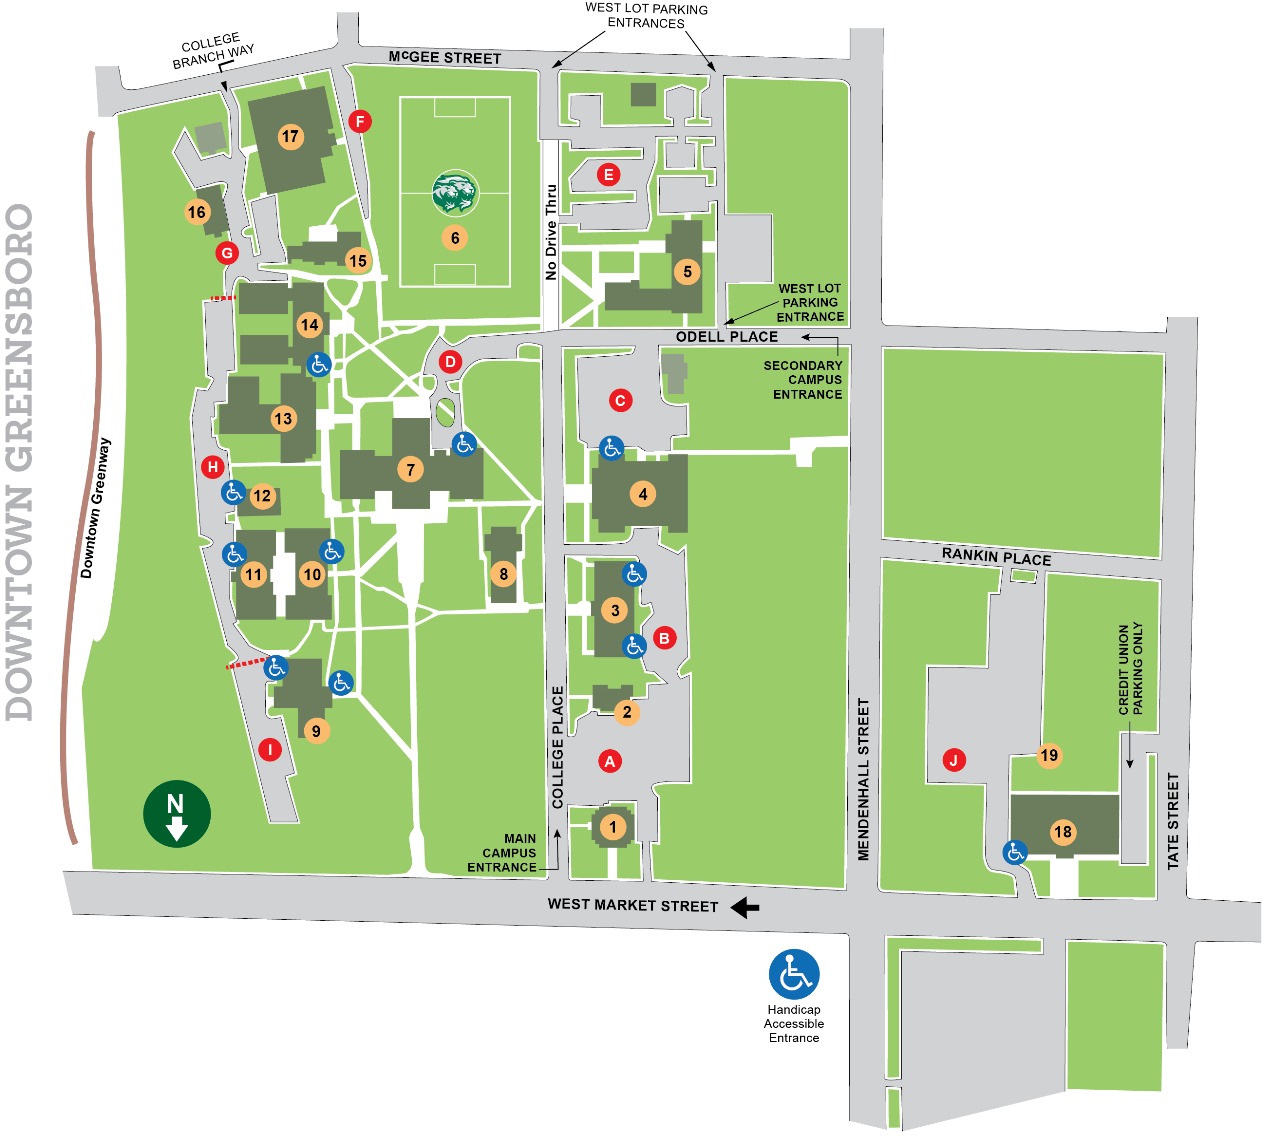 WEST LOT PARKING
ENTRANCES
COLLEGE
BRANCH WAY
McGEE STREET
17
F
E
16
6
No Drive Thru
G
15
5
WEST LOT
PARKING
ENTRANCE
14
ODELL PLACE
D
SECONDARY
CAMPUS
ENTRANCE
C
13
H
7
4
12
DOWNTOWN GREENSBORO
Downtown Greenway
RANKIN PLACE
11
10
8
3
B
CREDIT UNION
PARKING ONLY
2
9
I
A
COLLEGE PLACE
MENDENHALL STREET
J
19
TATE STREET
N
1
18
MAIN
CAMPUS
ENTRANCE
WEST MARKET STREET
Handicap
Accessible
Entrance